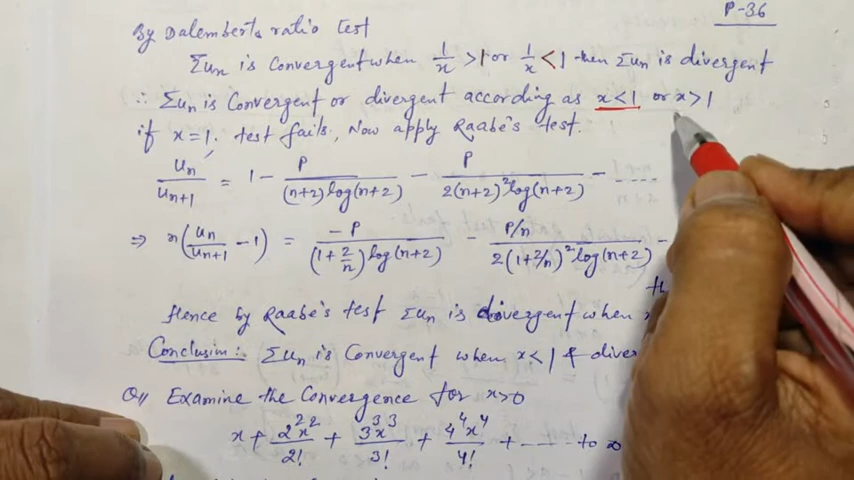 P-36
By Dalemberts ratio test
Σuₙ is Convergent when 1/x > 1 or 1/x < 1 then Σuₙ is divergent
∴ Σuₙ is Convergent or divergent according as x < 1 or x > 1
if x = 1, test fails, Now apply Raabe's test.
uₙ/uₙ₊₁ = 1 - P/((n+2)log(n+2)) - P/(2(n+2)²log(n+2)) - ----
⇒ n(uₙ/uₙ₊₁ - 1) = -P/((1+2/n)log(n+2)) - (P/n)/(2(1+2/n)²log(n+2)) -
Hence by Raabe's test Σuₙ is divergent when
Conclusion: Σuₙ is Convergent when x < 1 & diver
Q// Examine the Convergence for x>0
x + 2²x²/2! + 3³x³/3! + 4⁴x⁴/4! + ---- to ∞